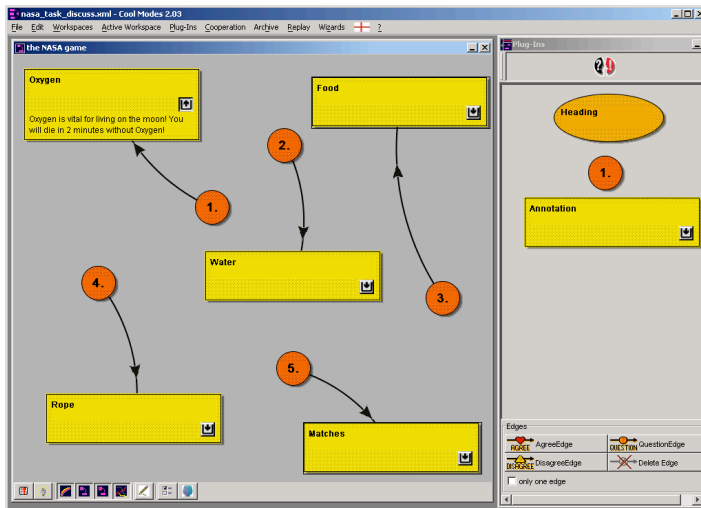 nasa_task_discuss.xml - Cool Modes 2.03
File Edit Workspaces Active Workspace Plug-Ins Cooperation Archive Replay Wizards ?
the NASA game
Oxygen
Oxygen is vital for living on the moon! You
will die in 2 minutes without Oxygen!
Food
2.
1.
Water
4.
3.
5.
Rope
Matches
Plug-Ins
Heading
1.
Annotation
Edges
AGREE AgreeEdge
QUESTION QuestionEdge
DISAGREE DisagreeEdge
Delete Edge
only one edge